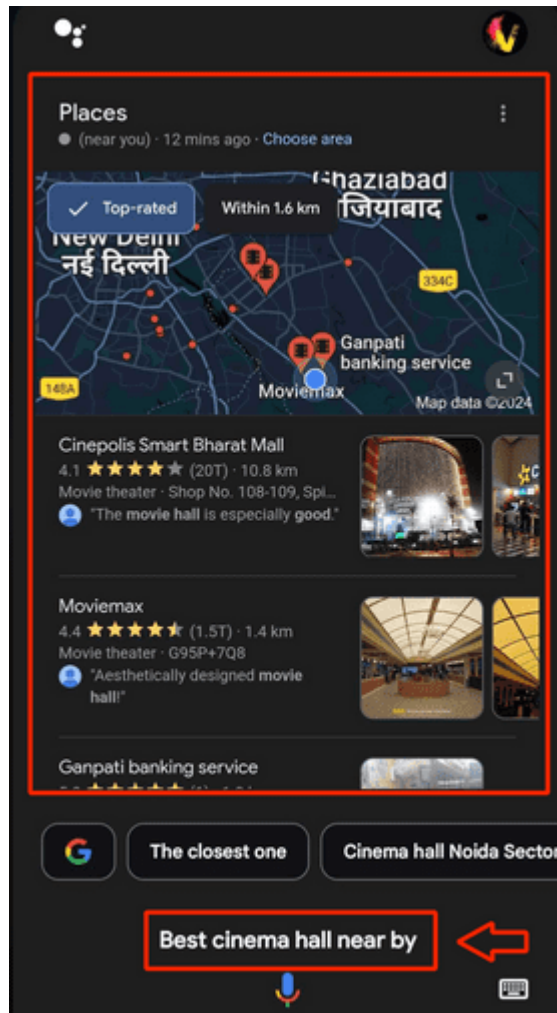 Places
(near you) · 12 mins ago · Choose area
Top-rated
Within 1.6 km
Ghaziabad
गाजियाबाद
New Delhi
नई दिल्ली
334C
Ganpati
banking service
148A
Moviemax
Map data ©2024
Cinepolis Smart Bharat Mall
4.1 ★★★★★ (20T) · 10.8 km
Movie theater · Shop No. 108-109, Spi...
"The movie hall is especially good."
Moviemax
4.4 ★★★★★ (1.5T) · 1.4 km
Movie theater · G95P+7Q8
"Aesthetically designed movie
hall!"
Ganpati banking service
G
The closest one
Cinema hall Noida Sector
Best cinema hall near by